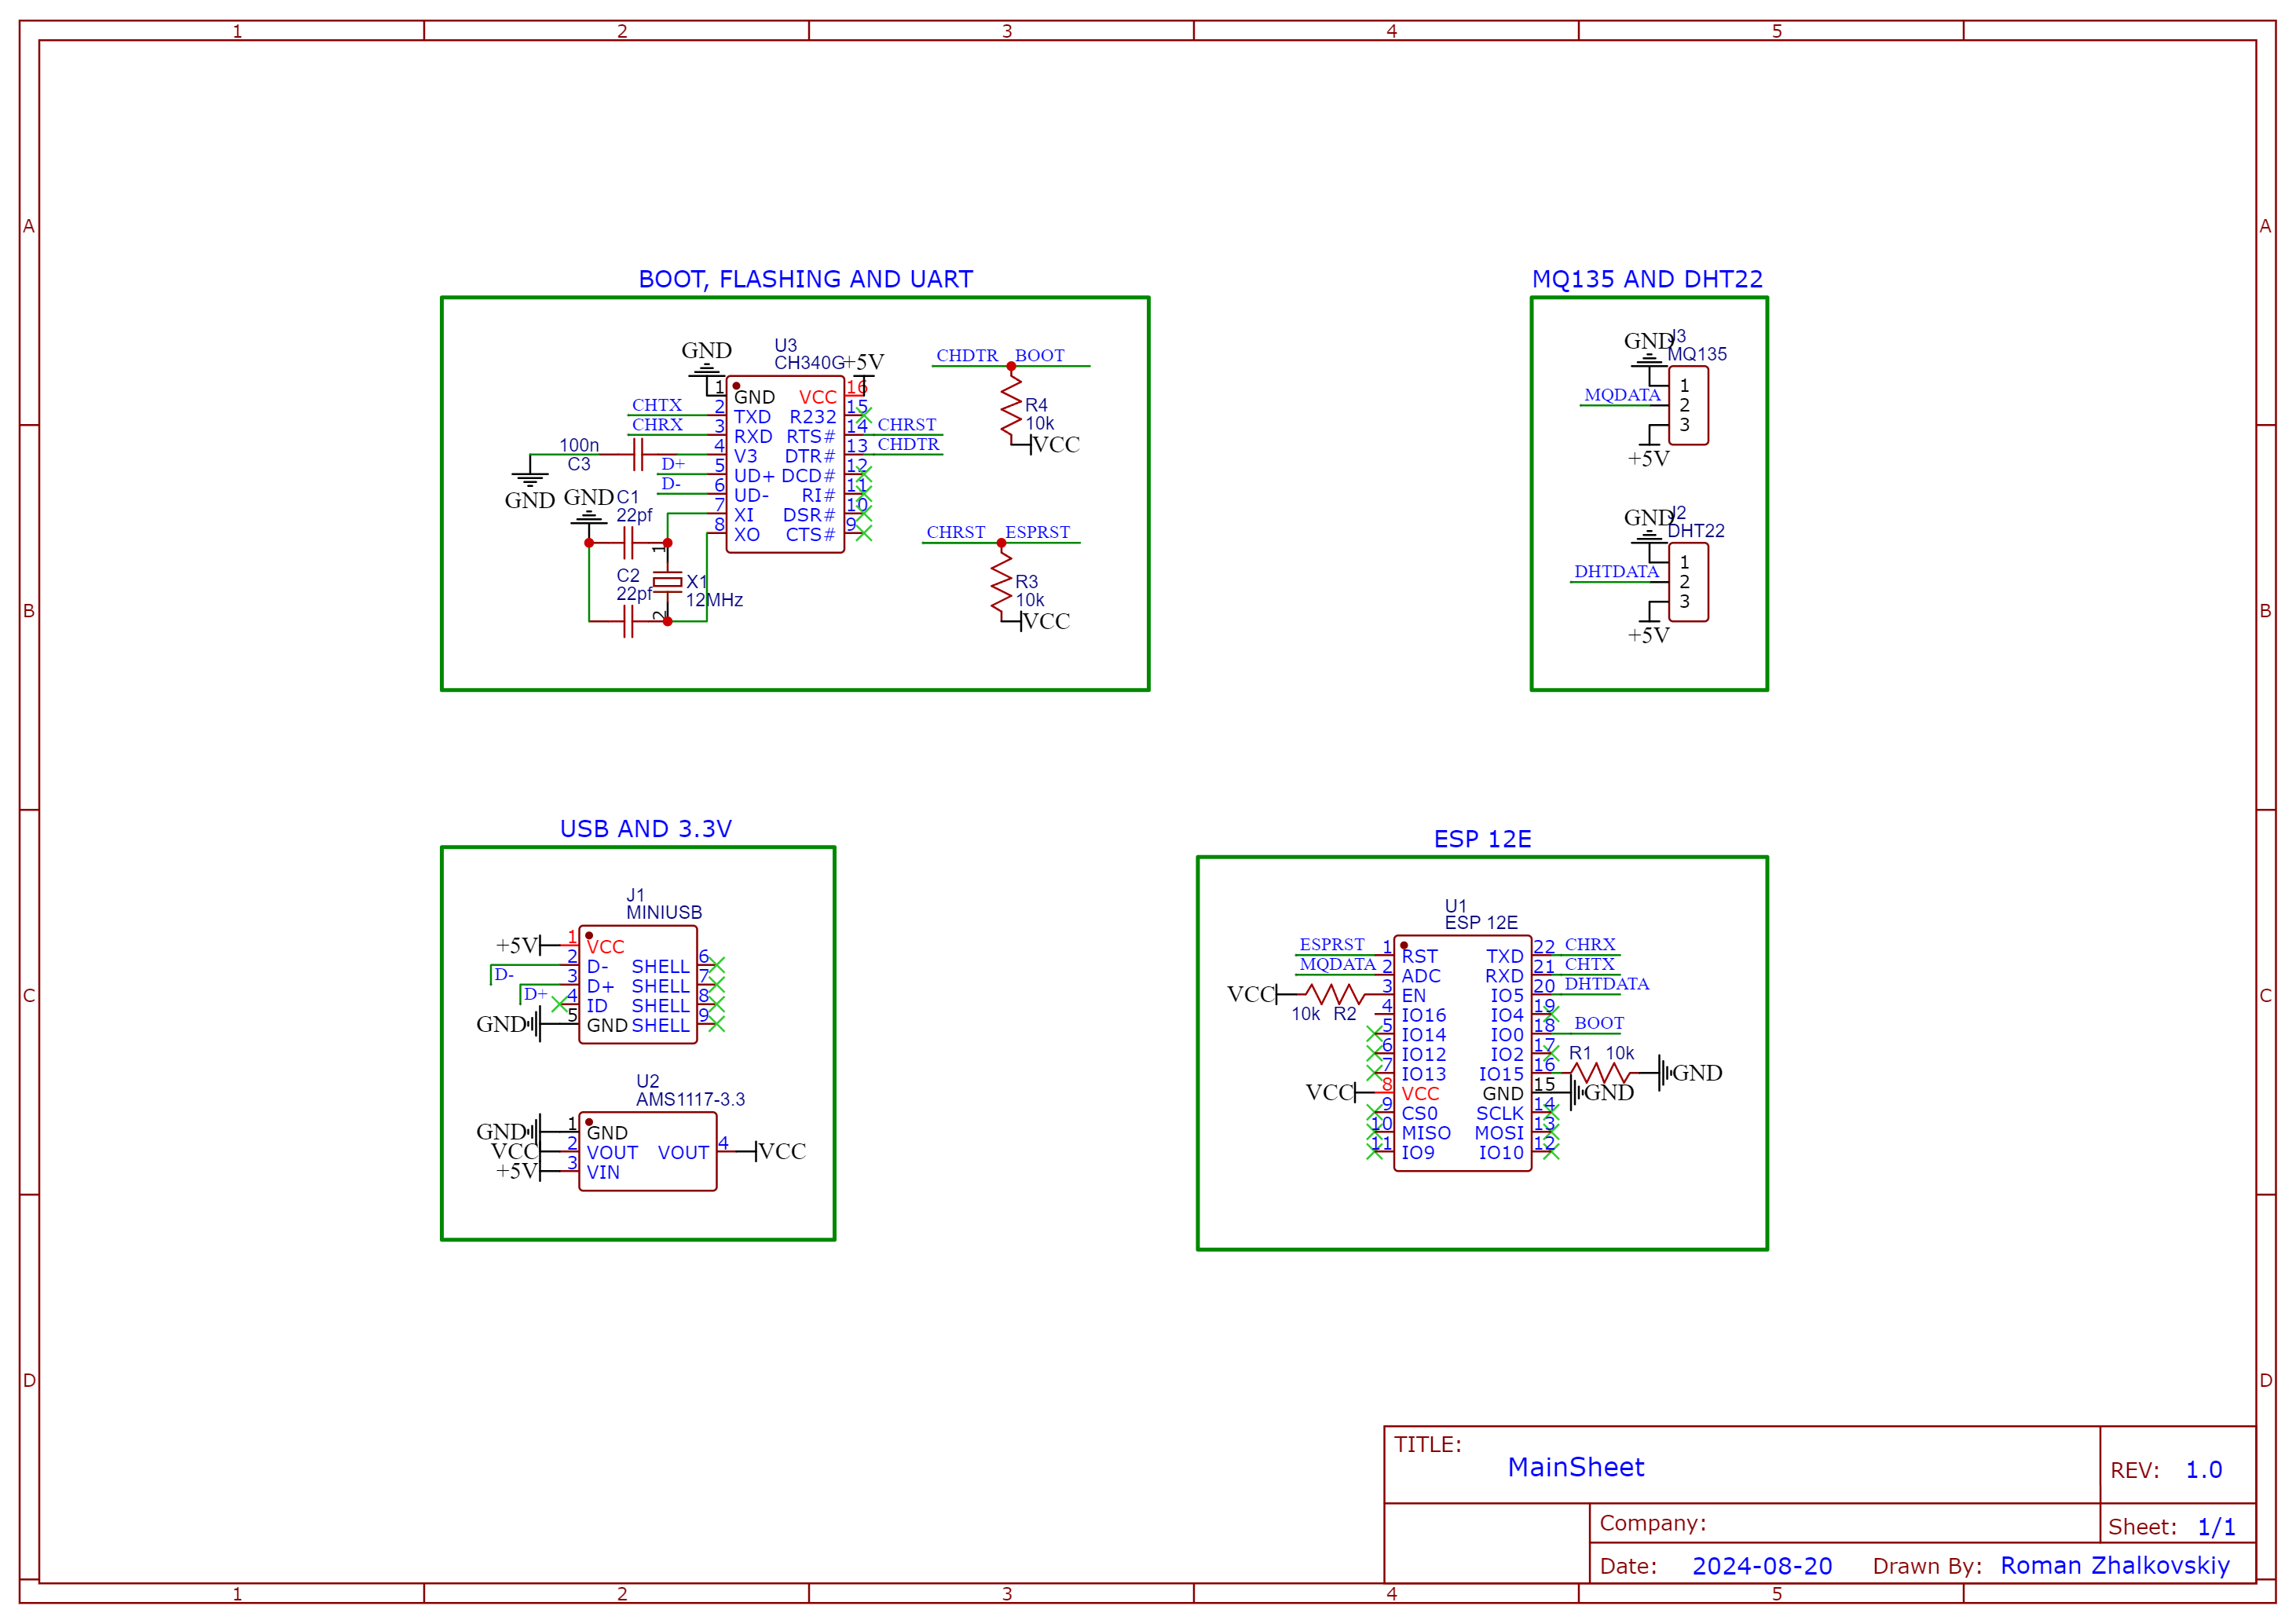 1 2 3 4 5
A A
B B
C C
D D
BOOT, FLASHING AND UART
GND
U3
CH340G
+5V
1 GND VCC 16
CHTX 2 TXD R232 15
CHRX 3 RXD RTS# 14 CHRST
100n
C3
4 V3 DTR# 13 CHDTR
D+ 5 UD+ DCD# 12
D- 6 UD- RI# 11
7 XI DSR# 10
8 XO CTS# 9
GND
GND
C1
22pf
C2
22pf
1
2
X1
12MHz
CHDTR BOOT
R4
10k
VCC
CHRST ESPRST
R3
10k
VCC
MQ135 AND DHT22
GND
J3
MQ135
1
MQDATA 2
3
+5V
GND
J2
DHT22
1
DHTDATA 2
3
+5V
USB AND 3.3V
J1
MINIUSB
+5V 1 VCC
D- 2 D- SHELL 6
D+ 3 D+ SHELL 7
4 ID SHELL 8
GND 5 GND SHELL 9
U2
AMS1117-3.3
GND 1 GND
VCC 2 VOUT VOUT 4 VCC
+5V 3 VIN
ESP 12E
U1
ESP 12E
ESPRST 1 RST TXD 22 CHRX
MQDATA 2 ADC RXD 21 CHTX
VCC 3 EN IO5 20 DHTDATA
10k R2 4 IO16 IO4 19
5 IO14 IO0 18 BOOT
6 IO12 IO2 17
R1 10k
7 IO13 IO15 16 GND
VCC 8 VCC GND 15 GND
9 CS0 SCLK 14
10 MISO MOSI 13
11 IO9 IO10 12
TITLE:
MainSheet
REV: 1.0
Company:
Sheet: 1/1
Date: 2024-08-20 Drawn By: Roman Zhalkovskiy
1 2 3 4 5